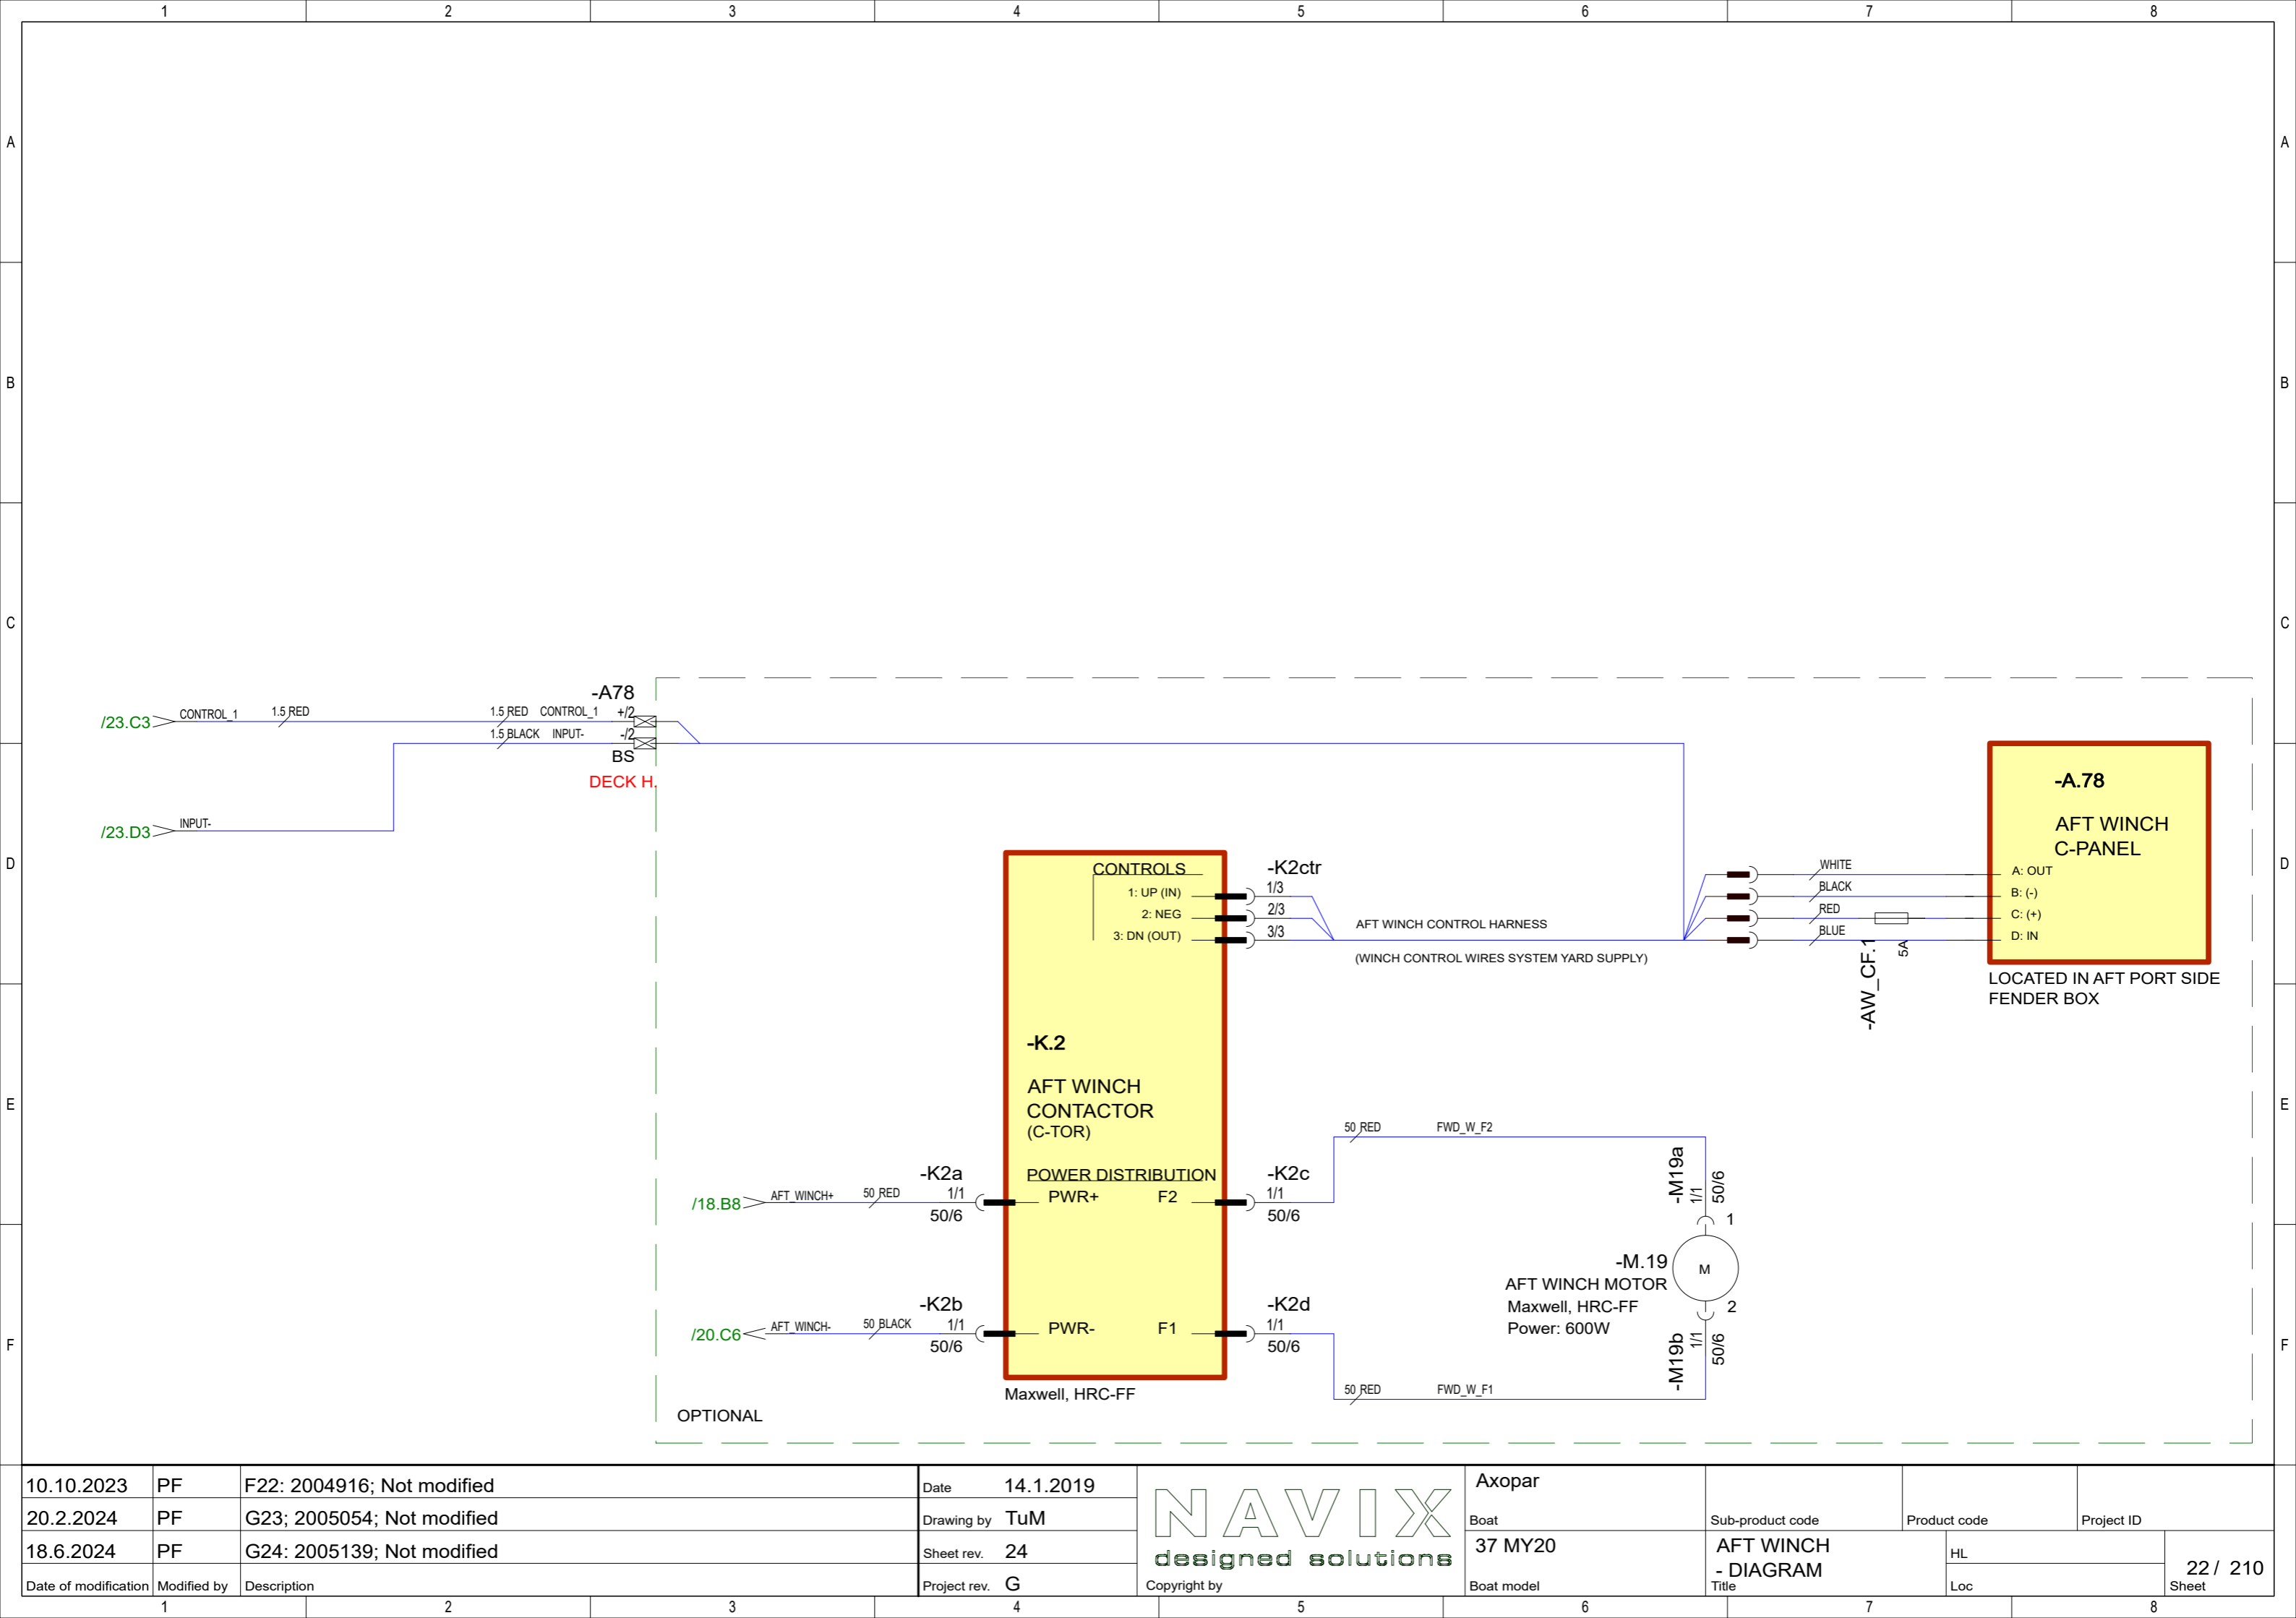 1 2 3 4 5 6 7 8
A A
B B
C C
D D
E E
F F
-A78
/23.C3 CONTROL_1 1.5 RED 1.5 RED CONTROL_1 +/2
1.5 BLACK INPUT- -/2
BS
DECK H.
/23.D3 INPUT-
-A.78
AFT WINCH
C-PANEL
A: OUT
B: (-)
C: (+)
D: IN
LOCATED IN AFT PORT SIDE
FENDER BOX
WHITE
BLACK
RED
BLUE
-AW_CF.1
5A
CONTROLS
1: UP (IN)
2: NEG
3: DN (OUT)
-K2ctr
1/3
2/3
3/3
AFT WINCH CONTROL HARNESS
(WINCH CONTROL WIRES SYSTEM YARD SUPPLY)
-K.2
AFT WINCH
CONTACTOR
(C-TOR)
POWER DISTRIBUTION
PWR+ F2
PWR- F1
Maxwell, HRC-FF
-K2a
/18.B8 AFT_WINCH+ 50 RED 1/1
50/6
-K2b
/20.C6 AFT_WINCH- 50 BLACK 1/1
50/6
-K2c
1/1
50/6
-K2d
1/1
50/6
50 RED FWD_W_F2
50 RED FWD_W_F1
-M19a
1/1
50/6
1
M
2
-M.19
AFT WINCH MOTOR
Maxwell, HRC-FF
Power: 600W
-M19b
1/1
50/6
OPTIONAL
10.10.2023 PF F22: 2004916; Not modified
20.2.2024 PF G23; 2005054; Not modified
18.6.2024 PF G24: 2005139; Not modified
Date of modification Modified by Description
Date 14.1.2019
Drawing by TuM
Sheet rev. 24
Project rev. G
NAVIX
designed solutions
Copyright by
Axopar
Boat
37 MY20
Boat model
Sub-product code
Product code
Project ID
AFT WINCH
- DIAGRAM
Title
HL
Loc
22 / 210
Sheet
1 2 3 4 5 6 7 8